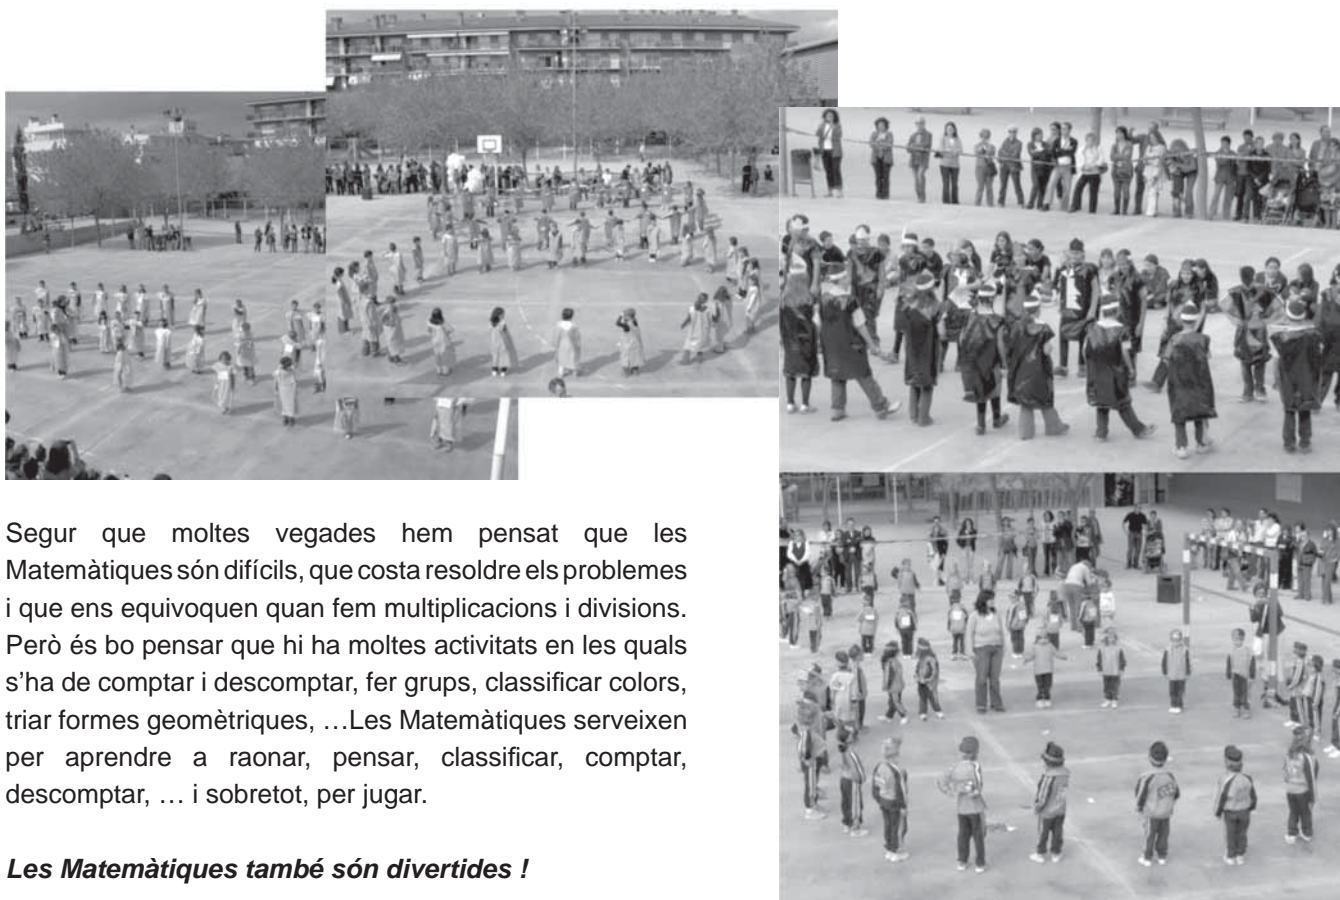 Segur que moltes vegades hem pensat que les
Matemàtiques són difícils, que costa resoldre els problemes
i que ens equivoquen quan fem multiplicacions i divisions.
Però és bo pensar que hi ha moltes activitats en les quals
s’ha de comptar i descomptar, fer grups, classificar colors,
triar formes geomètriques, …Les Matemàtiques serveixen
per aprendre a raonar, pensar, classificar, comptar,
descomptar, … i sobretot, per jugar.
Les Matemàtiques també són divertides !